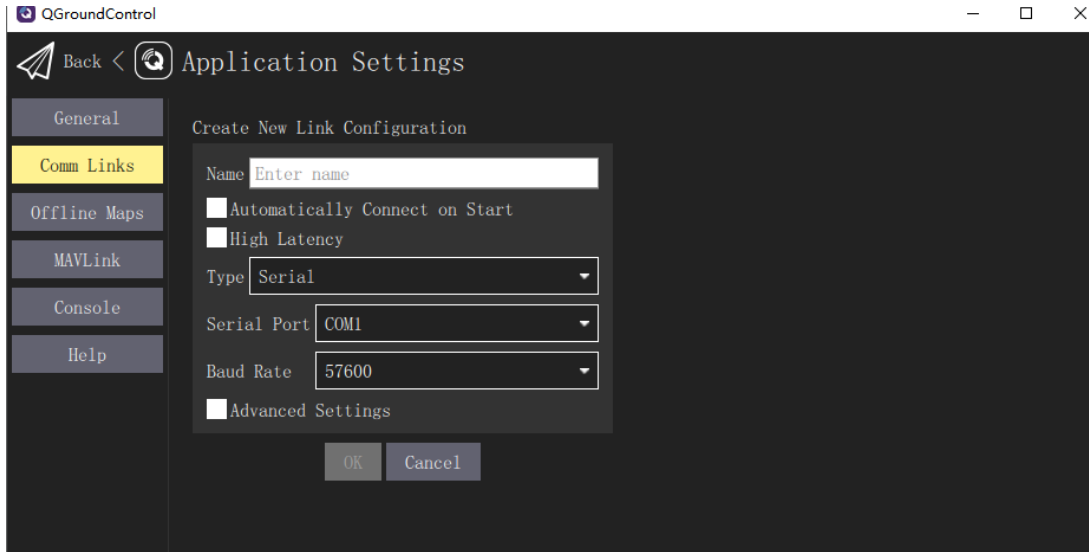 QGroundControl
Back < Application Settings
General
Comm Links
Offline Maps
MAVLink
Console
Help
Create New Link Configuration
Name Enter name
Automatically Connect on Start
High Latency
Type Serial
Serial Port COM1
Baud Rate 57600
Advanced Settings
OK Cancel